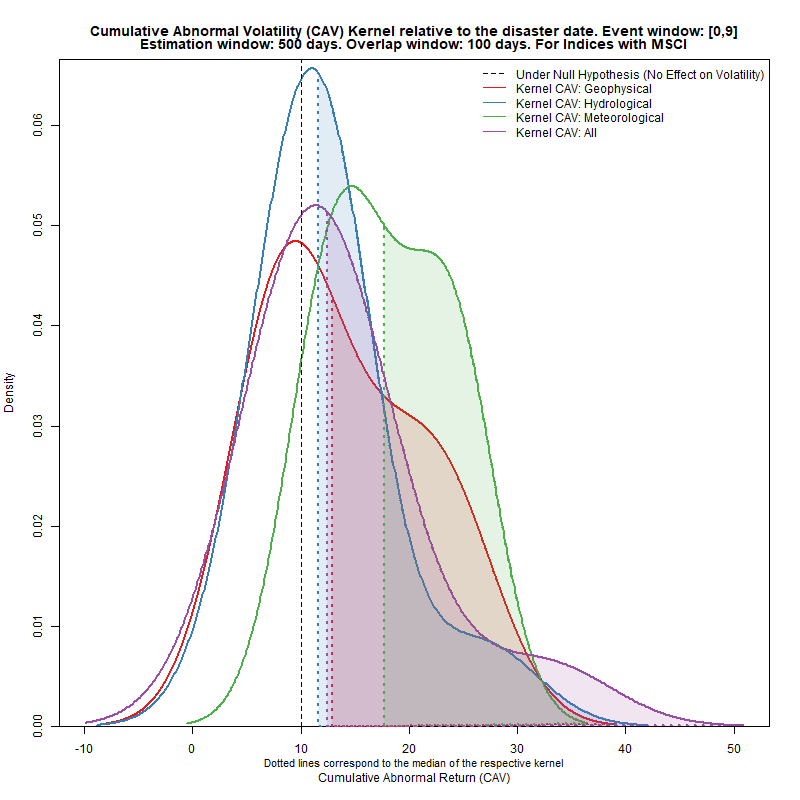 Cumulative Abnormal Volatility (CAV) Kernel relative to the disaster date. Event window: [0,9]
Estimation window: 500 days. Overlap window: 100 days. For Indices with MSCI
Under Null Hypothesis (No Effect on Volatility)
Kernel CAV: Geophysical
Kernel CAV: Hydrological
Kernel CAV: Meteorological
Kernel CAV: All
Density
0.06
0.05
0.04
0.03
0.02
0.01
0.00
-10 0 10 20 30 40 50
Dotted lines correspond to the median of the respective kernel
Cumulative Abnormal Return (CAV)